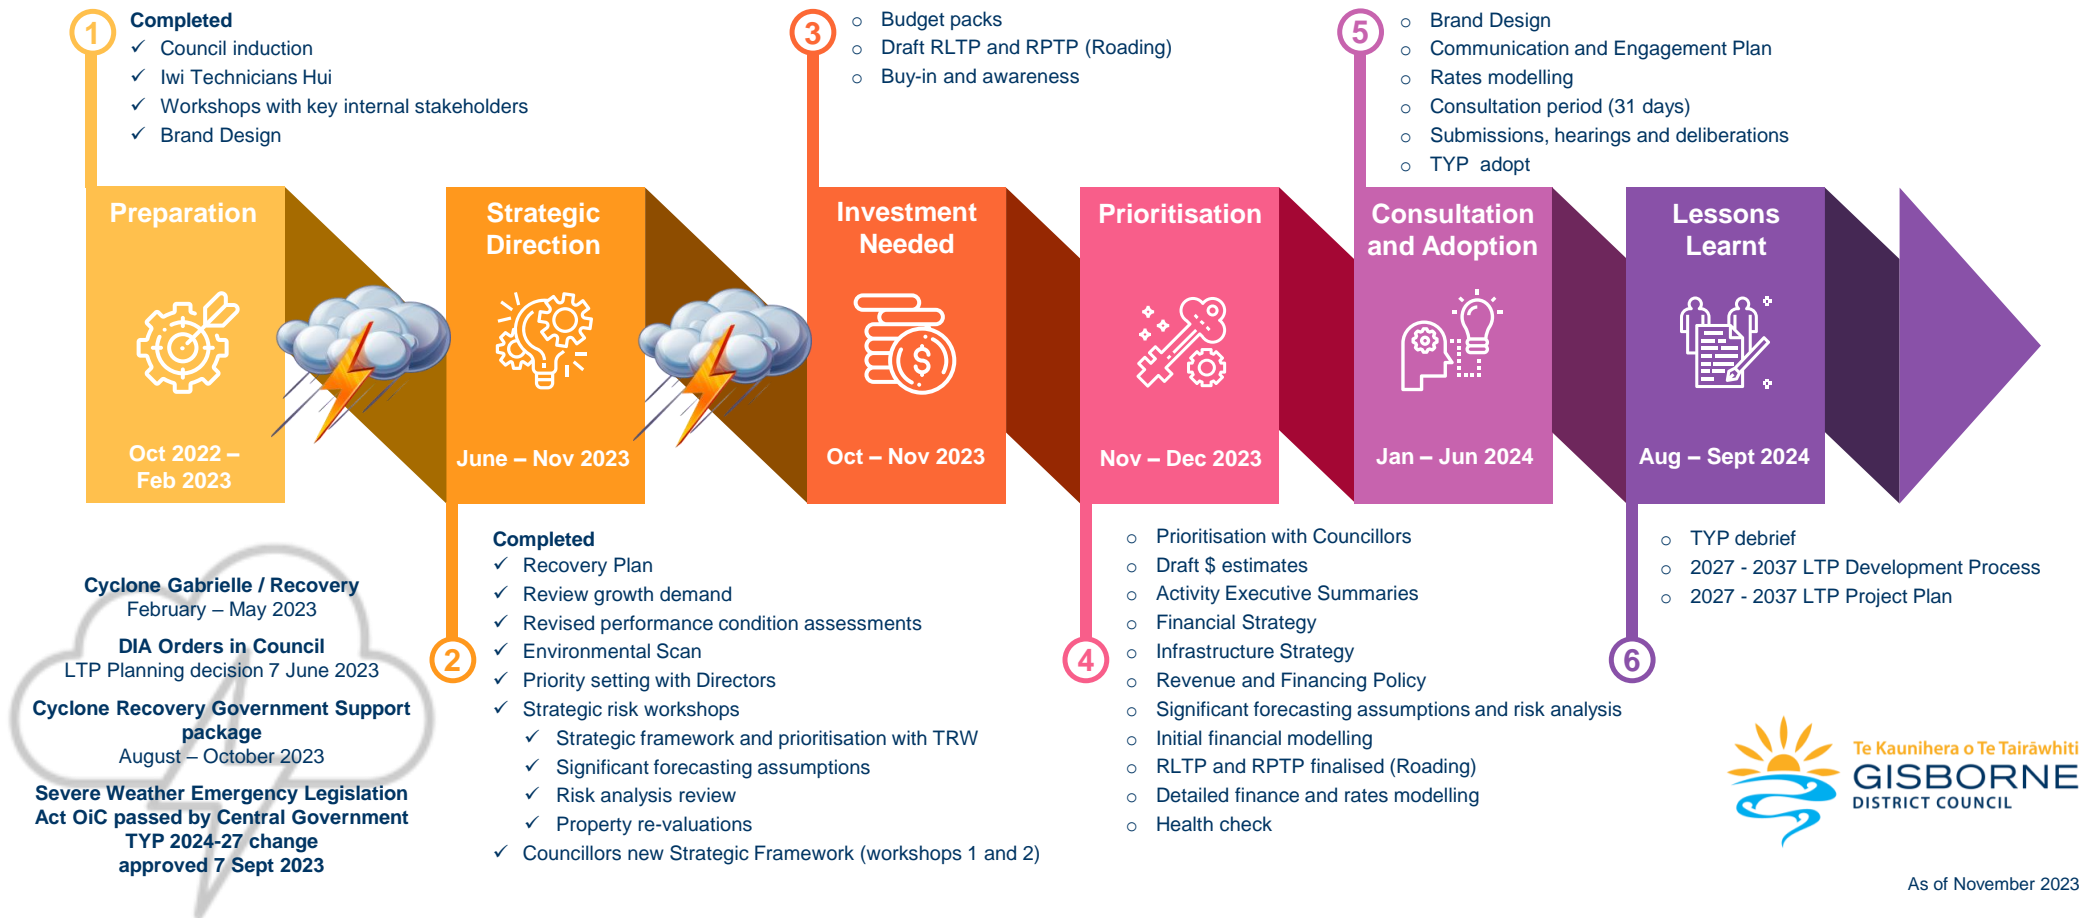 1
Completed
✓ Council induction
✓ Iwi Technicians Hui
✓ Workshops with key internal stakeholders
✓ Brand Design
Preparation
Oct 2022 –
Feb 2023
Cyclone Gabrielle / Recovery
February – May 2023
DIA Orders in Council
LTP Planning decision 7 June 2023
Cyclone Recovery Government Support
package
August – October 2023
Severe Weather Emergency Legislation
Act OiC passed by Central Government
TYP 2024-27 change
approved 7 Sept 2023
Strategic
Direction
June – Nov 2023
2
Completed
✓ Recovery Plan
✓ Review growth demand
✓ Revised performance condition assessments
✓ Environmental Scan
✓ Priority setting with Directors
✓ Strategic risk workshops
✓ Strategic framework and prioritisation with TRW
✓ Significant forecasting assumptions
✓ Risk analysis review
✓ Property re-valuations
✓ Councillors new Strategic Framework (workshops 1 and 2)
3
o Budget packs
o Draft RLTP and RPTP (Roading)
o Buy-in and awareness
Investment
Needed
$
Oct – Nov 2023
Prioritisation
Nov – Dec 2023
4
o Prioritisation with Councillors
o Draft $ estimates
o Activity Executive Summaries
o Financial Strategy
o Infrastructure Strategy
o Revenue and Financing Policy
o Significant forecasting assumptions and risk analysis
o Initial financial modelling
o RLTP and RPTP finalised (Roading)
o Detailed finance and rates modelling
o Health check
5
o Brand Design
o Communication and Engagement Plan
o Rates modelling
o Consultation period (31 days)
o Submissions, hearings and deliberations
o TYP adopt
Consultation
and Adoption
Jan – Jun 2024
Lessons
Learnt
Aug – Sept 2024
6
o TYP debrief
o 2027 - 2037 LTP Development Process
o 2027 - 2037 LTP Project Plan
Te Kaunihera o Te Tairāwhiti
GISBORNE
DISTRICT COUNCIL
As of November 2023